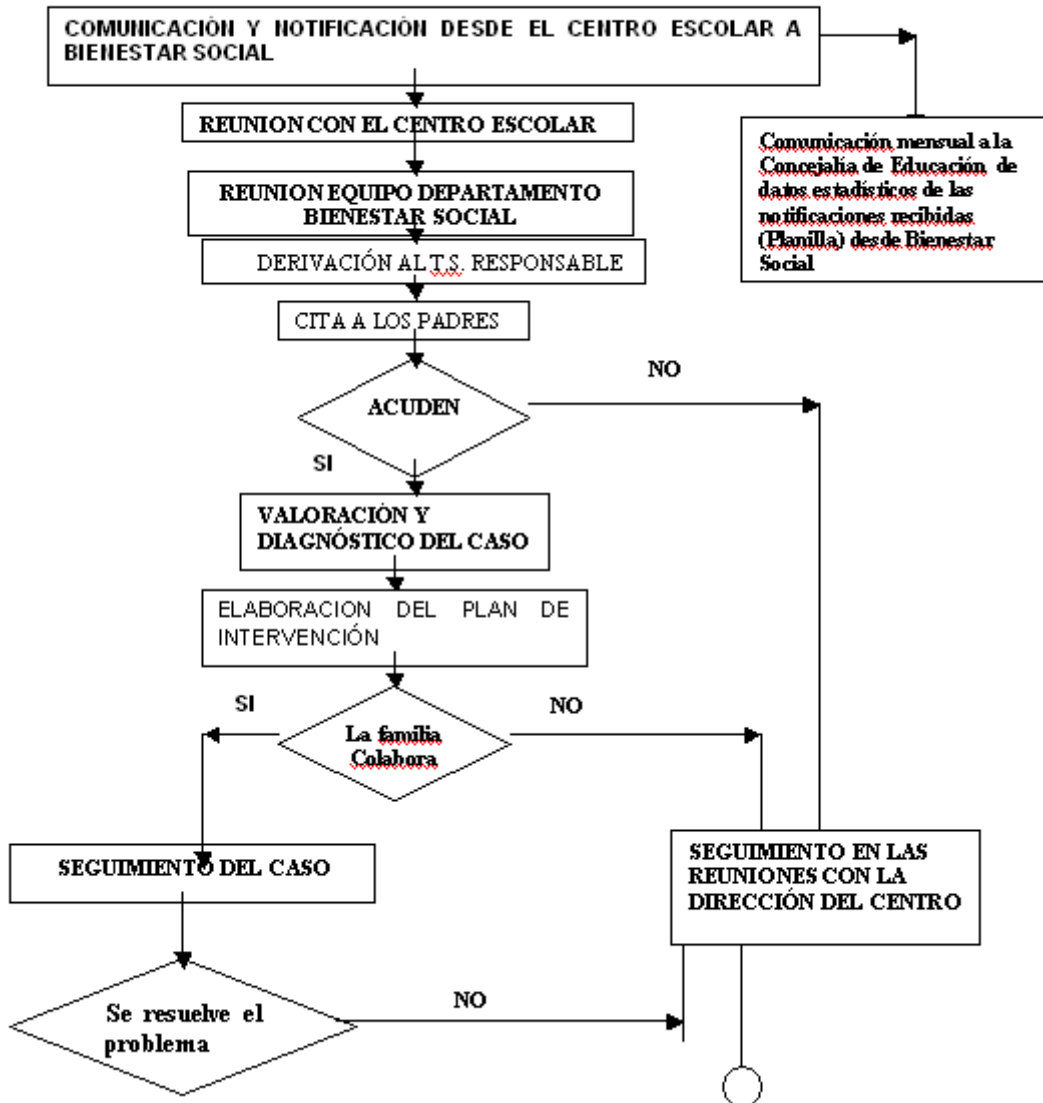 COMUNICACIÓN Y NOTIFICACIÓN DESDE EL CENTRO ESCOLAR A
BIENESTAR SOCIAL
REUNION CON EL CENTRO ESCOLAR
Comunicación mensual a la
Concejalía de Educación de
datos estadísticos de las
notificaciones recibidas
(Planilla) desde Bienestar
Social
REUNION EQUIPO DEPARTAMENTO
BIENESTAR SOCIAL
DERIVACIÓN AL T.S. RESPONSABLE
CITA A LOS PADRES
NO
ACUDEN
SI
VALORACIÓN Y
DIAGNÓSTICO DEL CASO
ELABORACION DEL PLAN DE
INTERVENCIÓN
SI
NO
La familia
Colabora
SEGUIMIENTO DEL CASO
SEGUIMIENTO EN LAS
REUNIONES CON LA
DIRECCIÓN DEL CENTRO
Se resuelve el
problema
NO